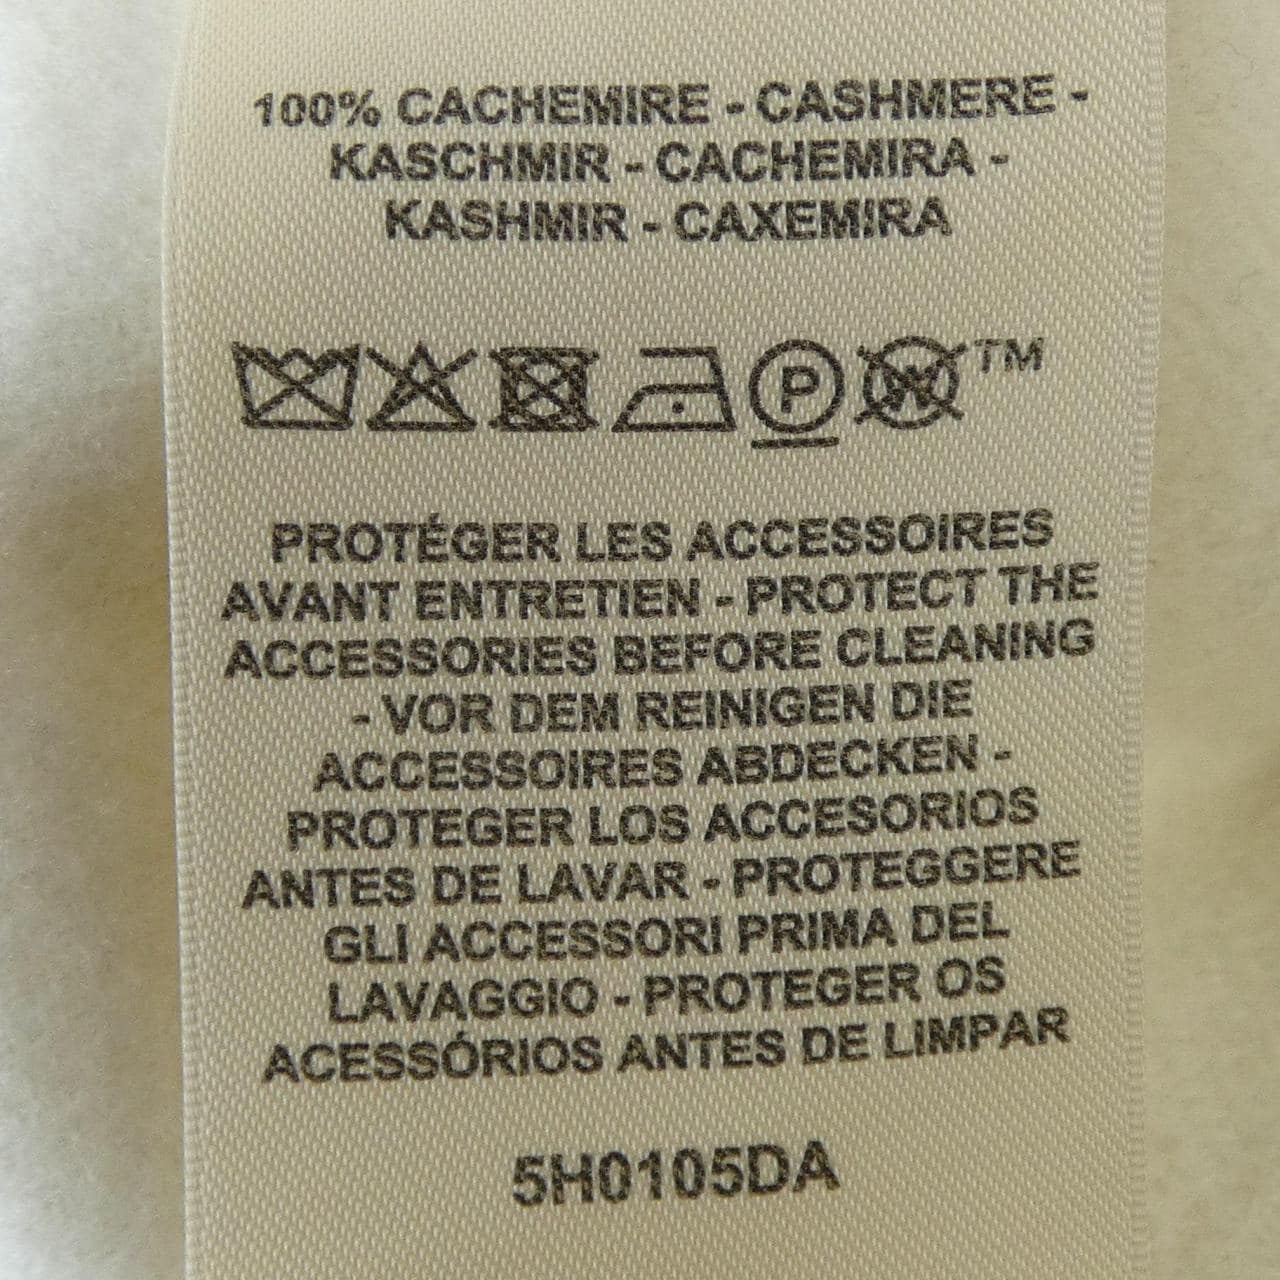 100% CACHEMIRE - CASHMERE -
KASCHMIR - CACHEMIRA -
KASHMIR - CAXEMIRA
P W TM
PROTÉGER LES ACCESSOIRES
AVANT ENTRETIEN - PROTECT THE
ACCESSORIES BEFORE CLEANING
- VOR DEM REINIGEN DIE
ACCESSOIRES ABDECKEN -
PROTEGER LOS ACCESORIOS
ANTES DE LAVAR - PROTEGGERE
GLI ACCESSORI PRIMA DEL
LAVAGGIO - PROTEGER OS
ACESSÓRIOS ANTES DE LIMPAR
5H0105DA